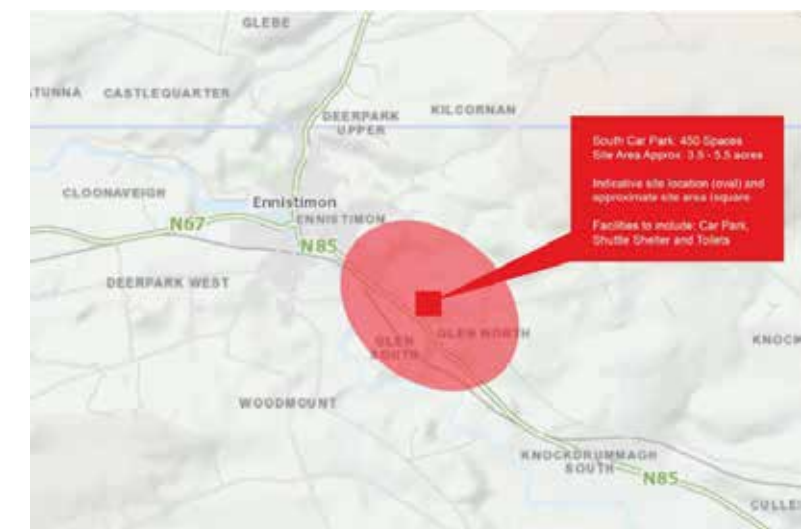 GLEBE
TUNNA
CASTLEQUARTER
KILCORNAN
DEERPARK
UPPER
South Car Park: 450 Spaces
Site Area Approx: 3.5 - 5.5 acres
Indicative site location (oval) and
approximate site area (square
Facilities to include: Car Park,
Shuttle Shelter and Toilets
CLOONAVEIGH
Ennistimon
ENNISTIMON
N67
N85
DEERPARK WEST
GLEN NORTH
GLEN
SOUTH
KNOCK
WOODMOUNT
KNOCKDRUMMAGH
SOUTH
N85
CULLE